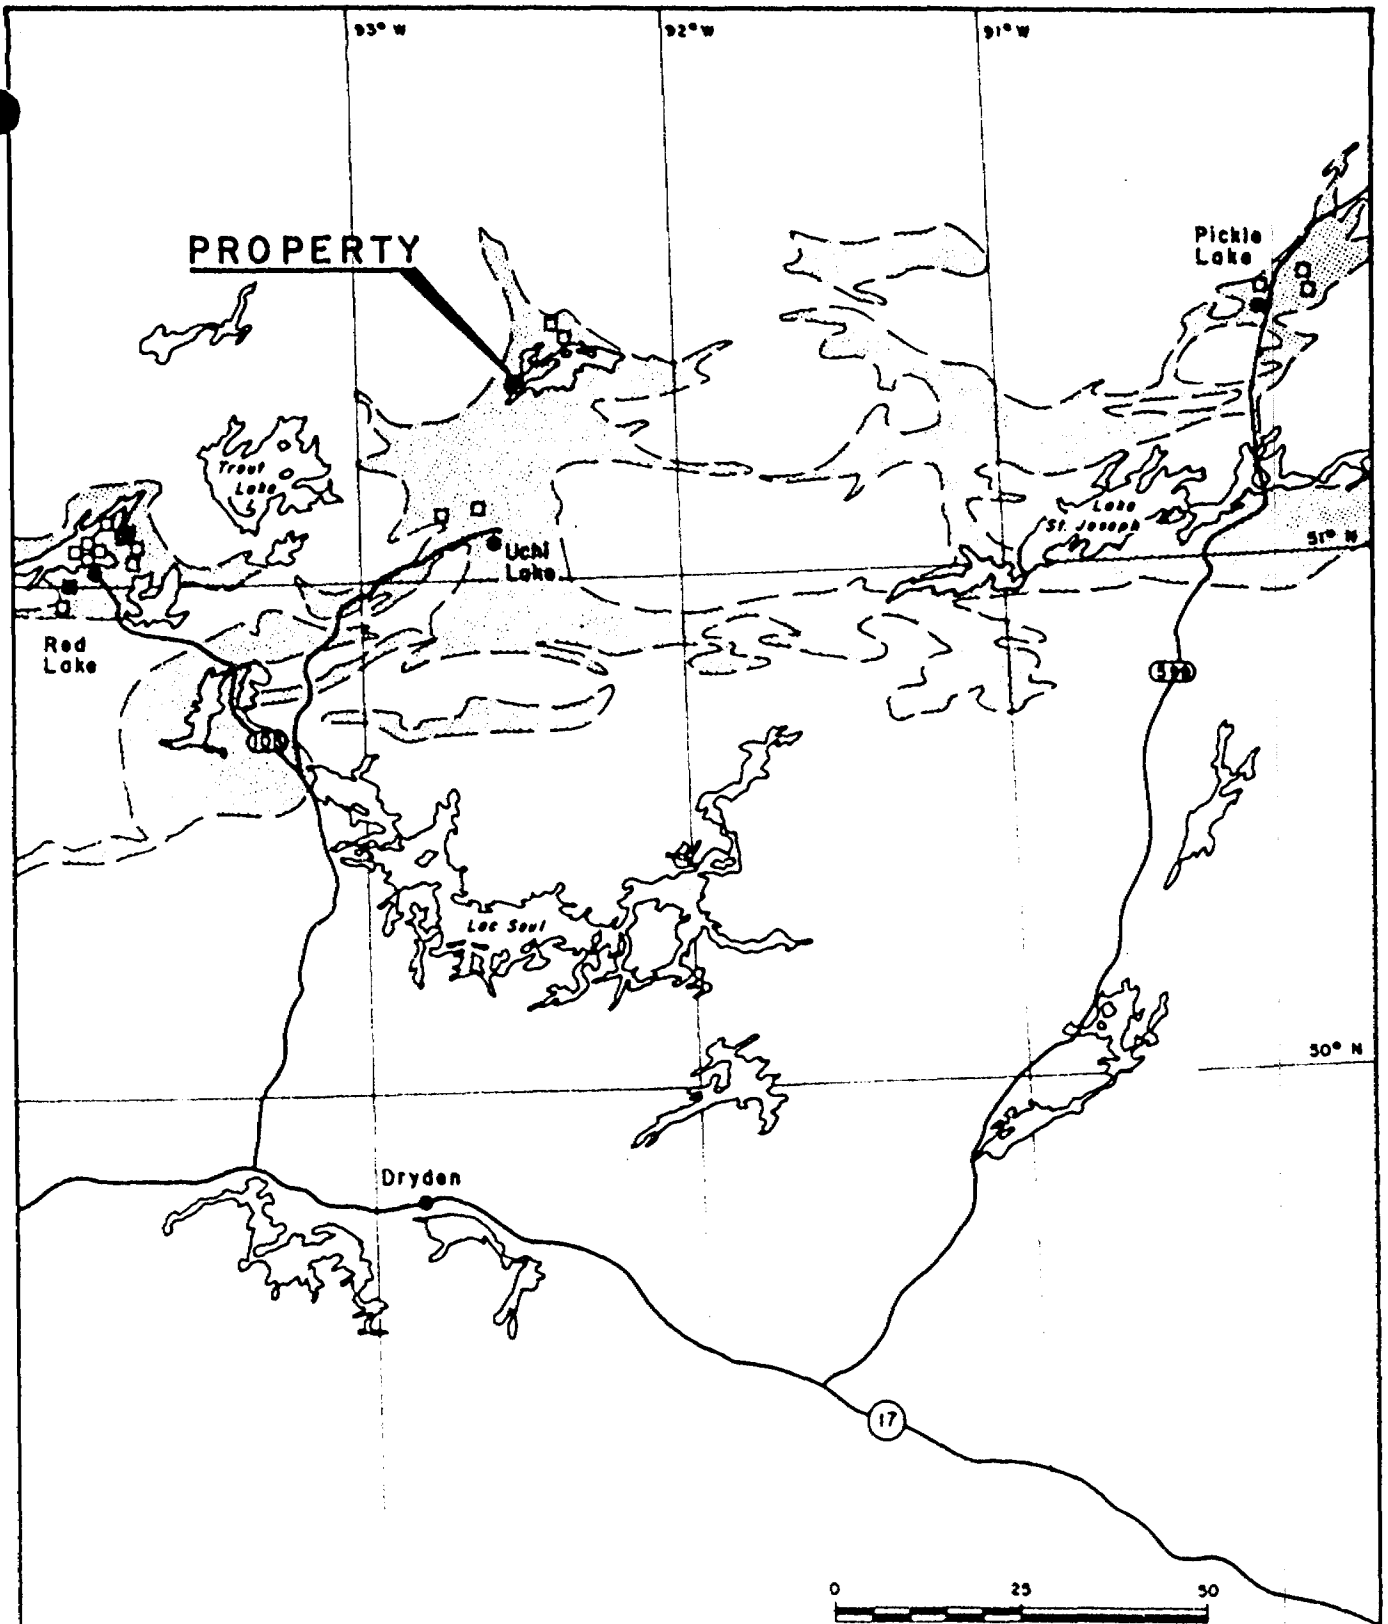 93° W
92° W
91° W
PROPERTY
Pickle
Lake
Trout
Lake
Lake
St. Joseph
51° N
Uchi
Lake
Red
Lake
Lac Seul
50° N
Dryden
17
0 25 50